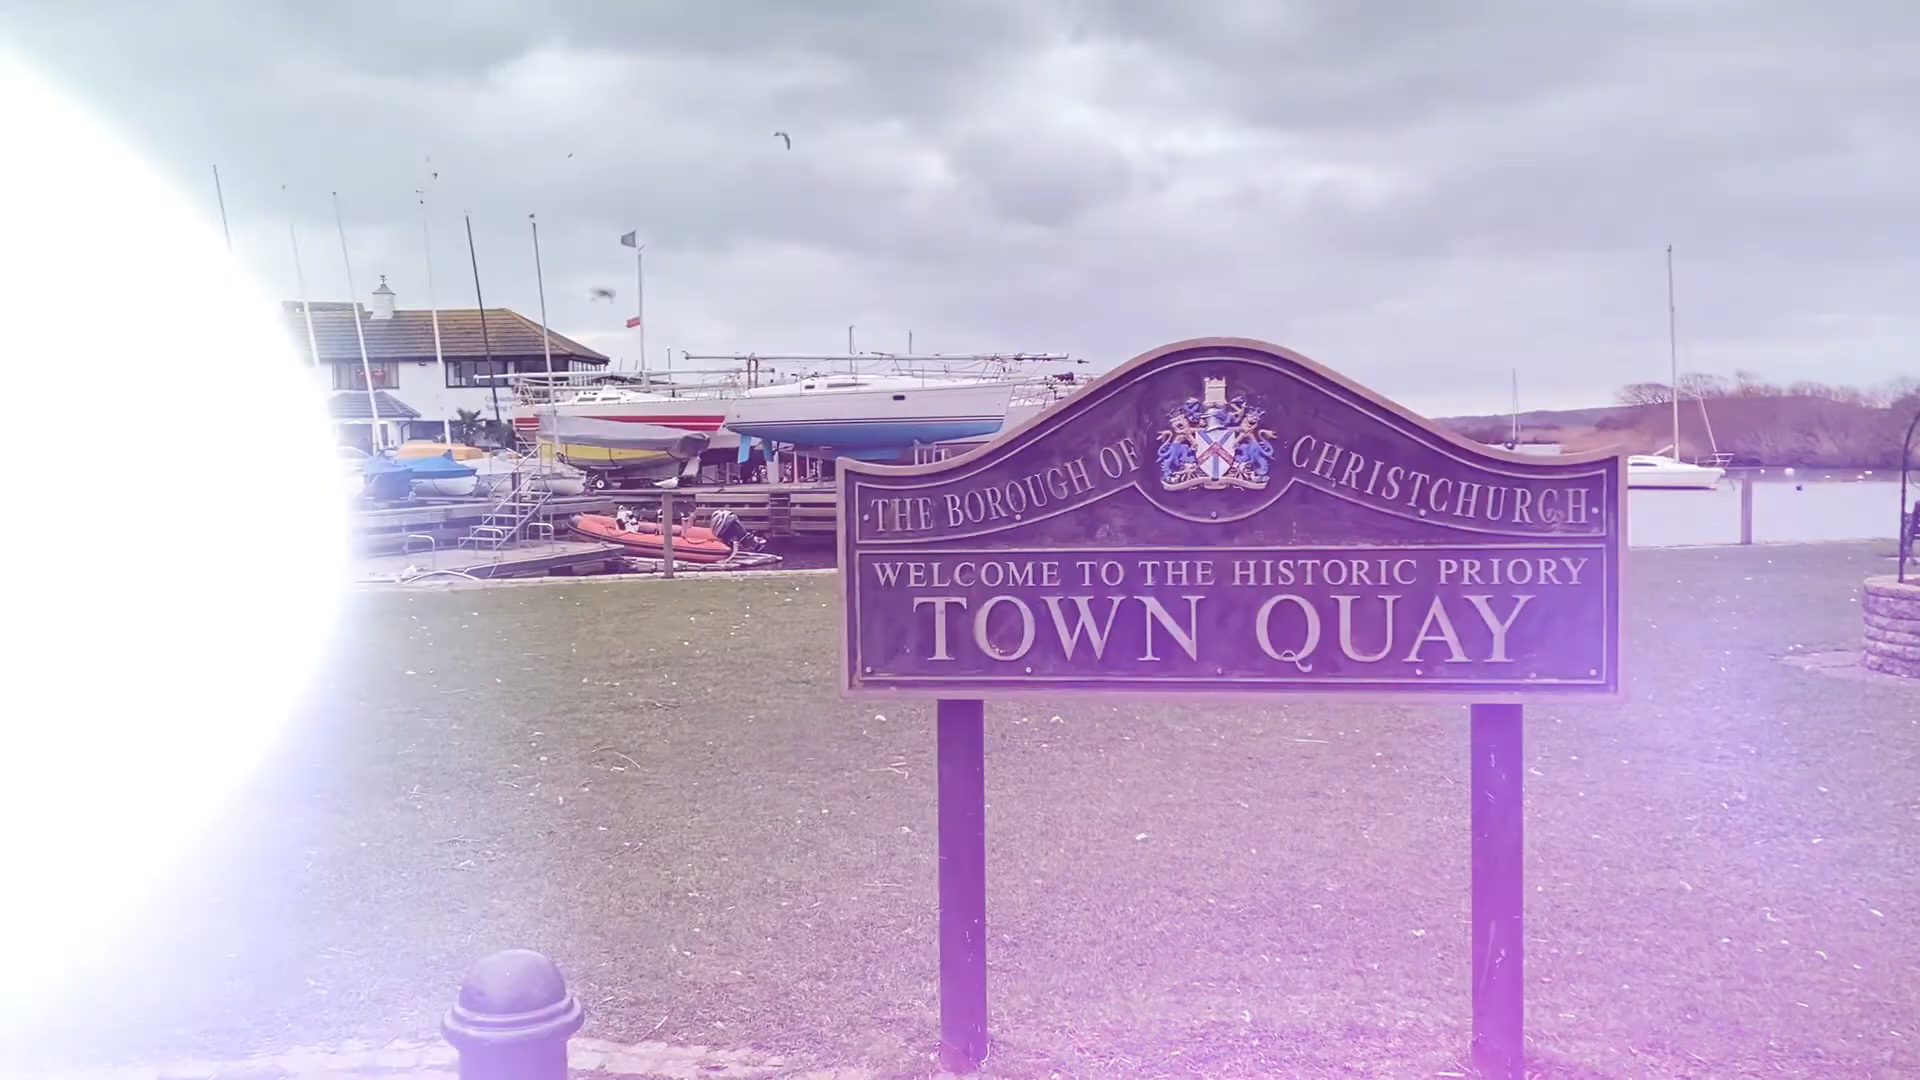 ·THE BOROUGH OF CHRISTCHURCH·
WELCOME TO THE HISTORIC PRIORY
TOWN QUAY